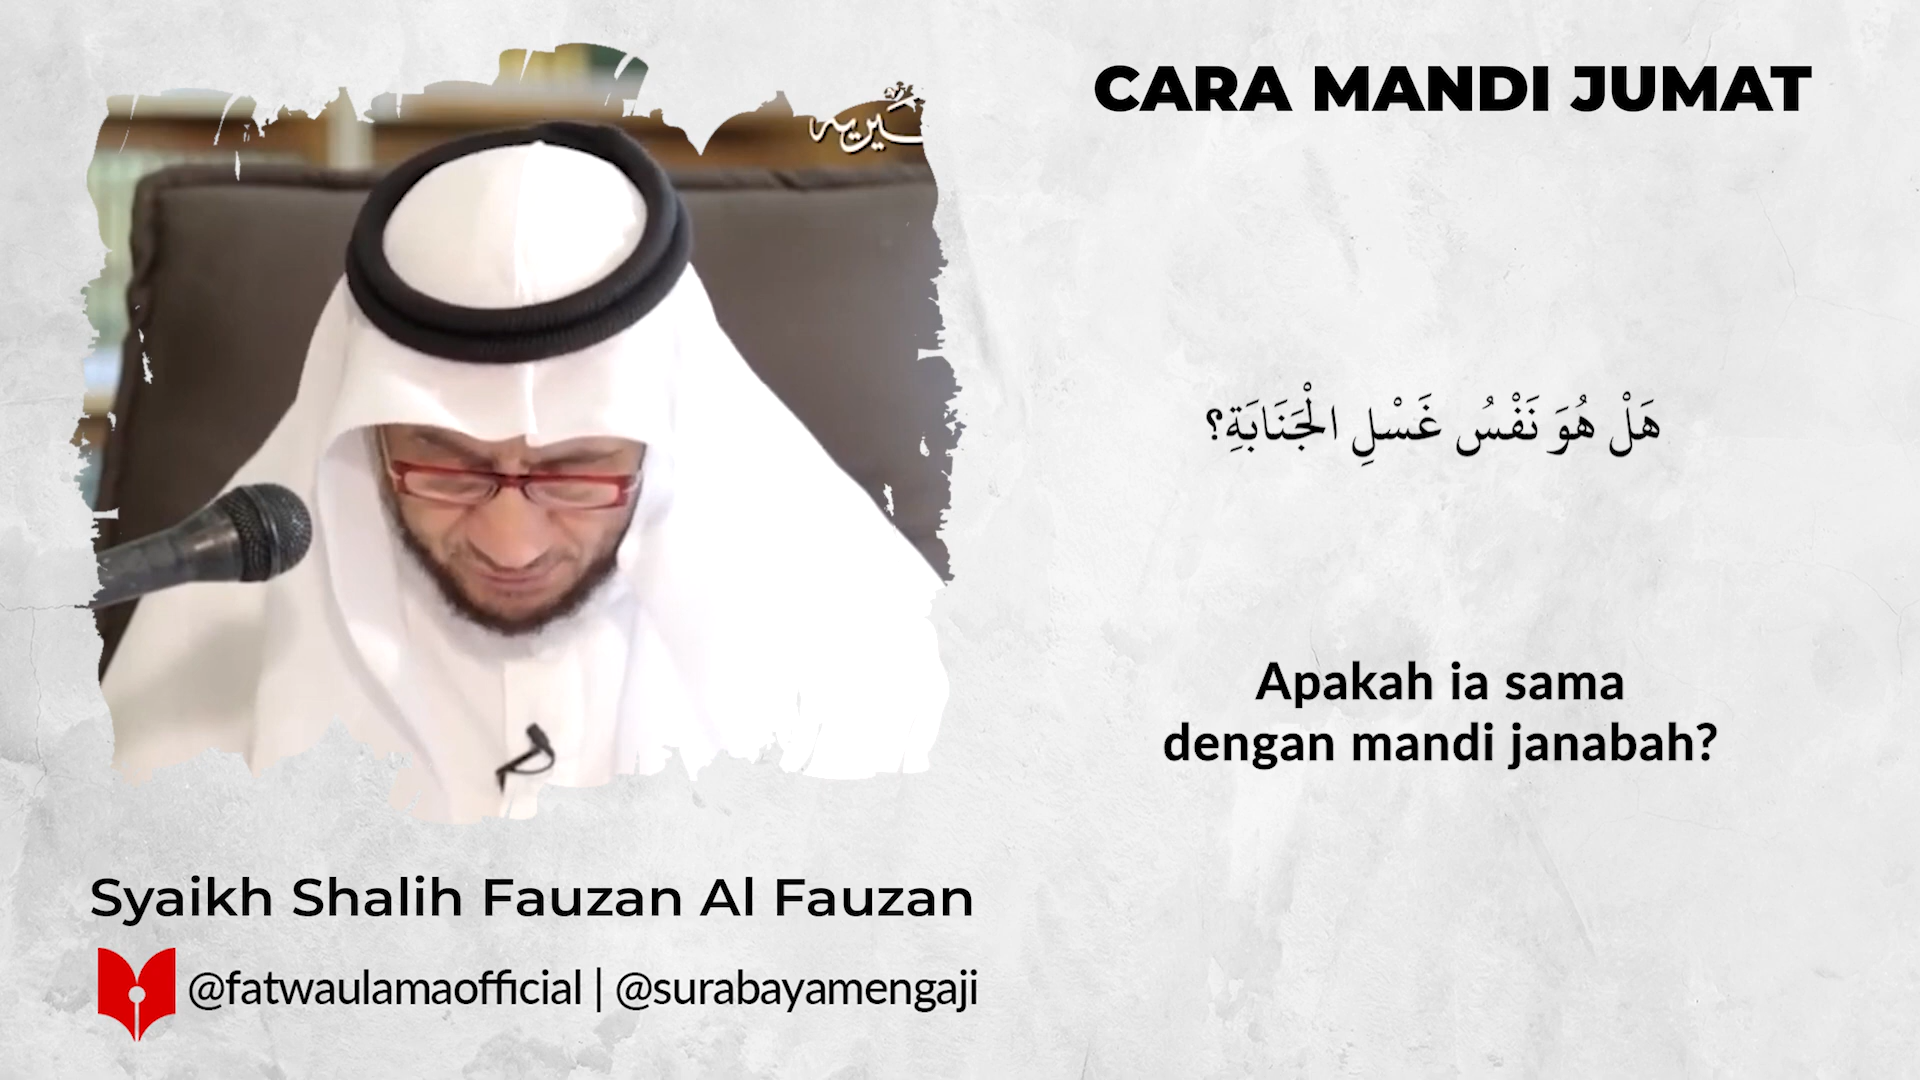 CARA MANDI JUMAT
هَلْ هُوَ نَفْسُ غَسْلِ الْجَنَابَةِ؟
Apakah ia sama
dengan mandi janabah?
Syaikh Shalih Fauzan Al Fauzan
@fatwaulamaofficial | @surabayamengaji